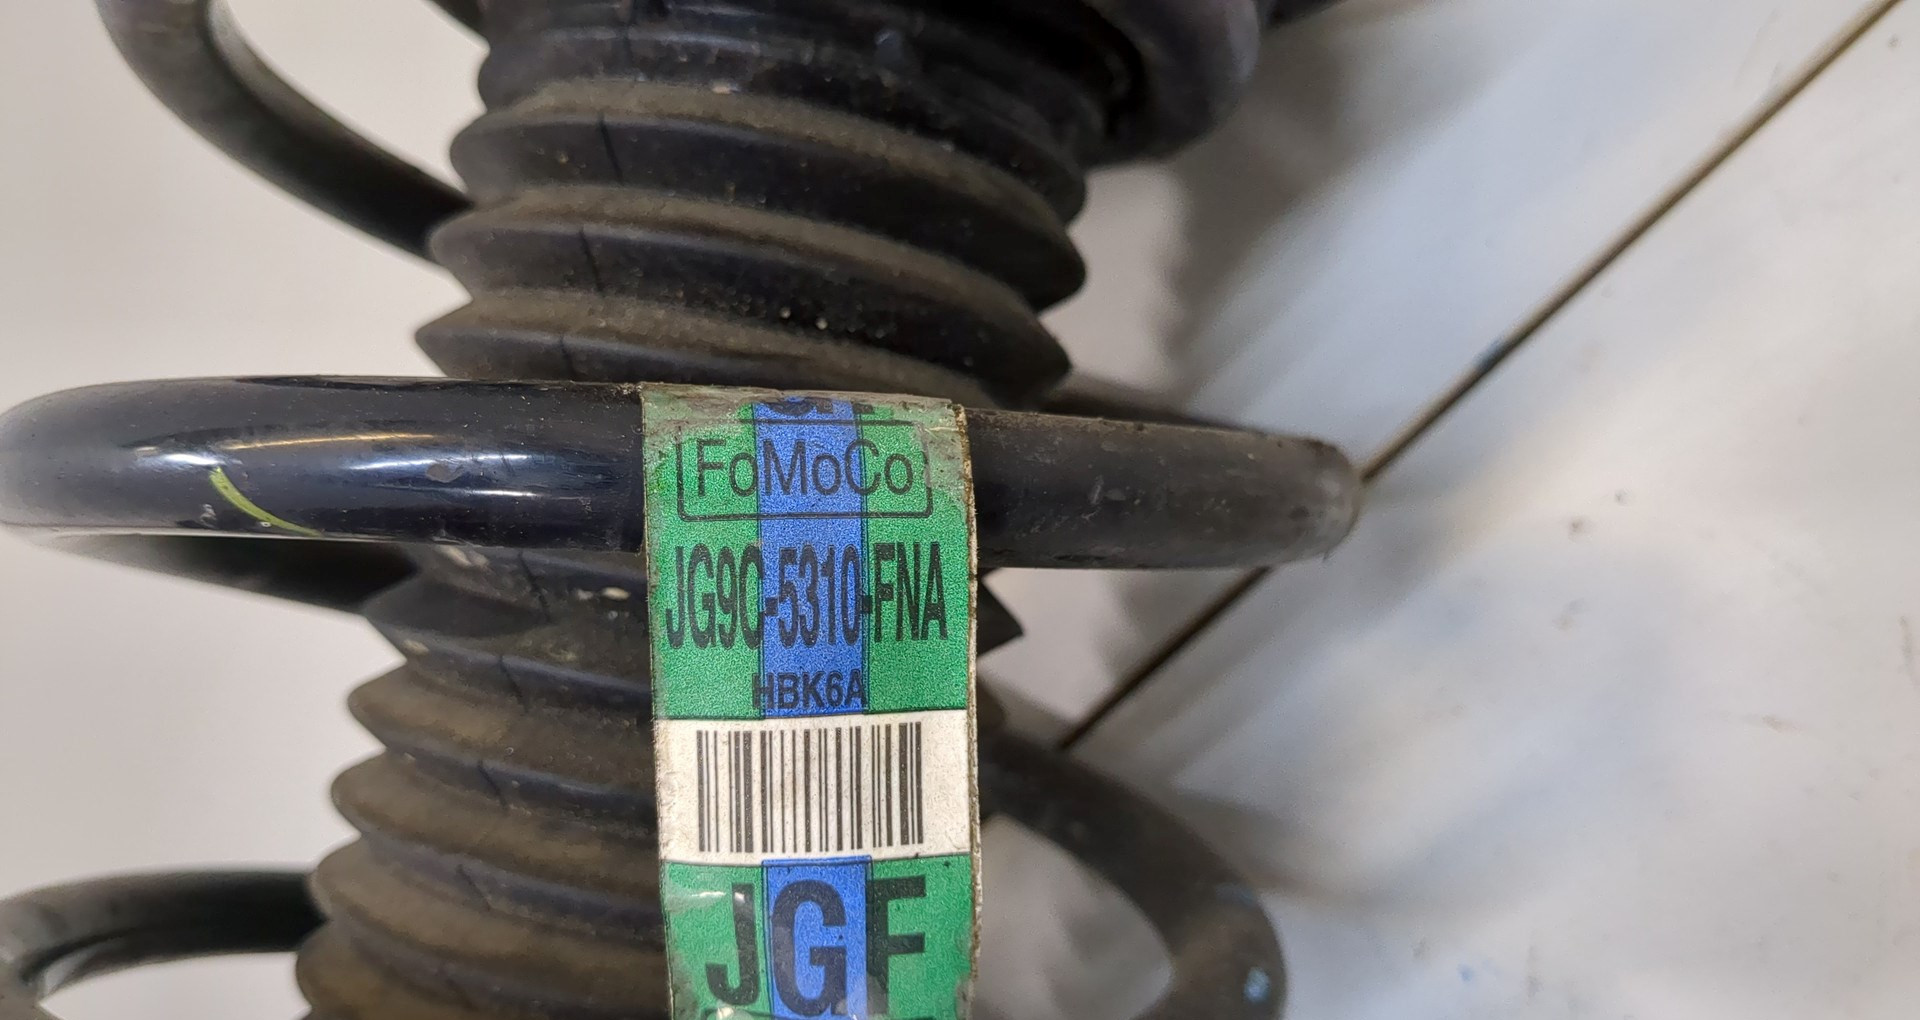 FoMoCo
JG9C-5310-FNA
HBK6A
JGF